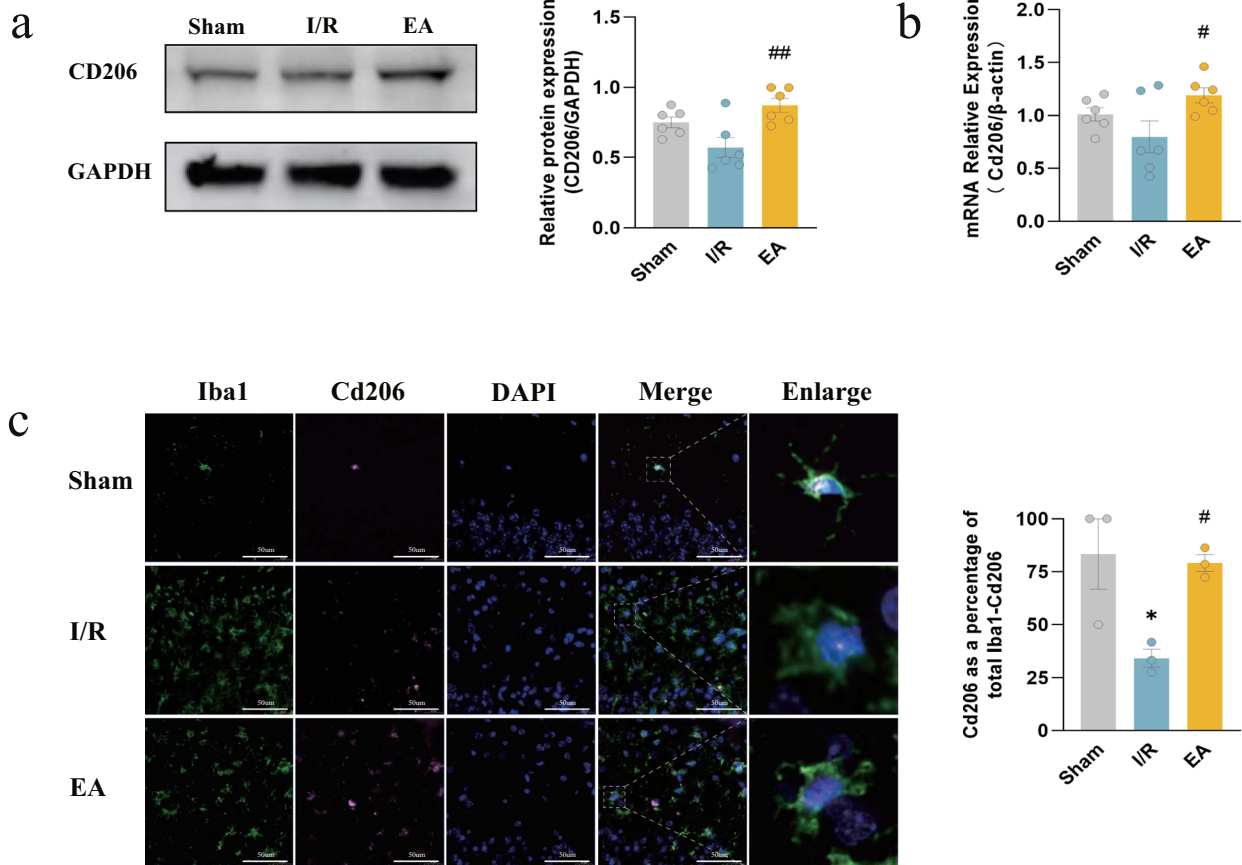 a
Sham I/R EA
CD206
GAPDH
Relative protein expression
(CD206/GAPDH)
1.5
1.0
0.5
0.0
##
Sham I/R EA
b
mRNA Relative Expression
( Cd206/β-actin)
2.0
1.5
1.0
0.5
0.0
#
Sham I/R EA
c
Iba1 Cd206 DAPI Merge Enlarge
Sham
50um 50um 50um 50um
I/R
50um 50um 50um 50um
EA
50um 50um 50um 50um
Cd206 as a percentage of
total Iba1-Cd206
100
75
50
25
0
*
#
Sham I/R EA